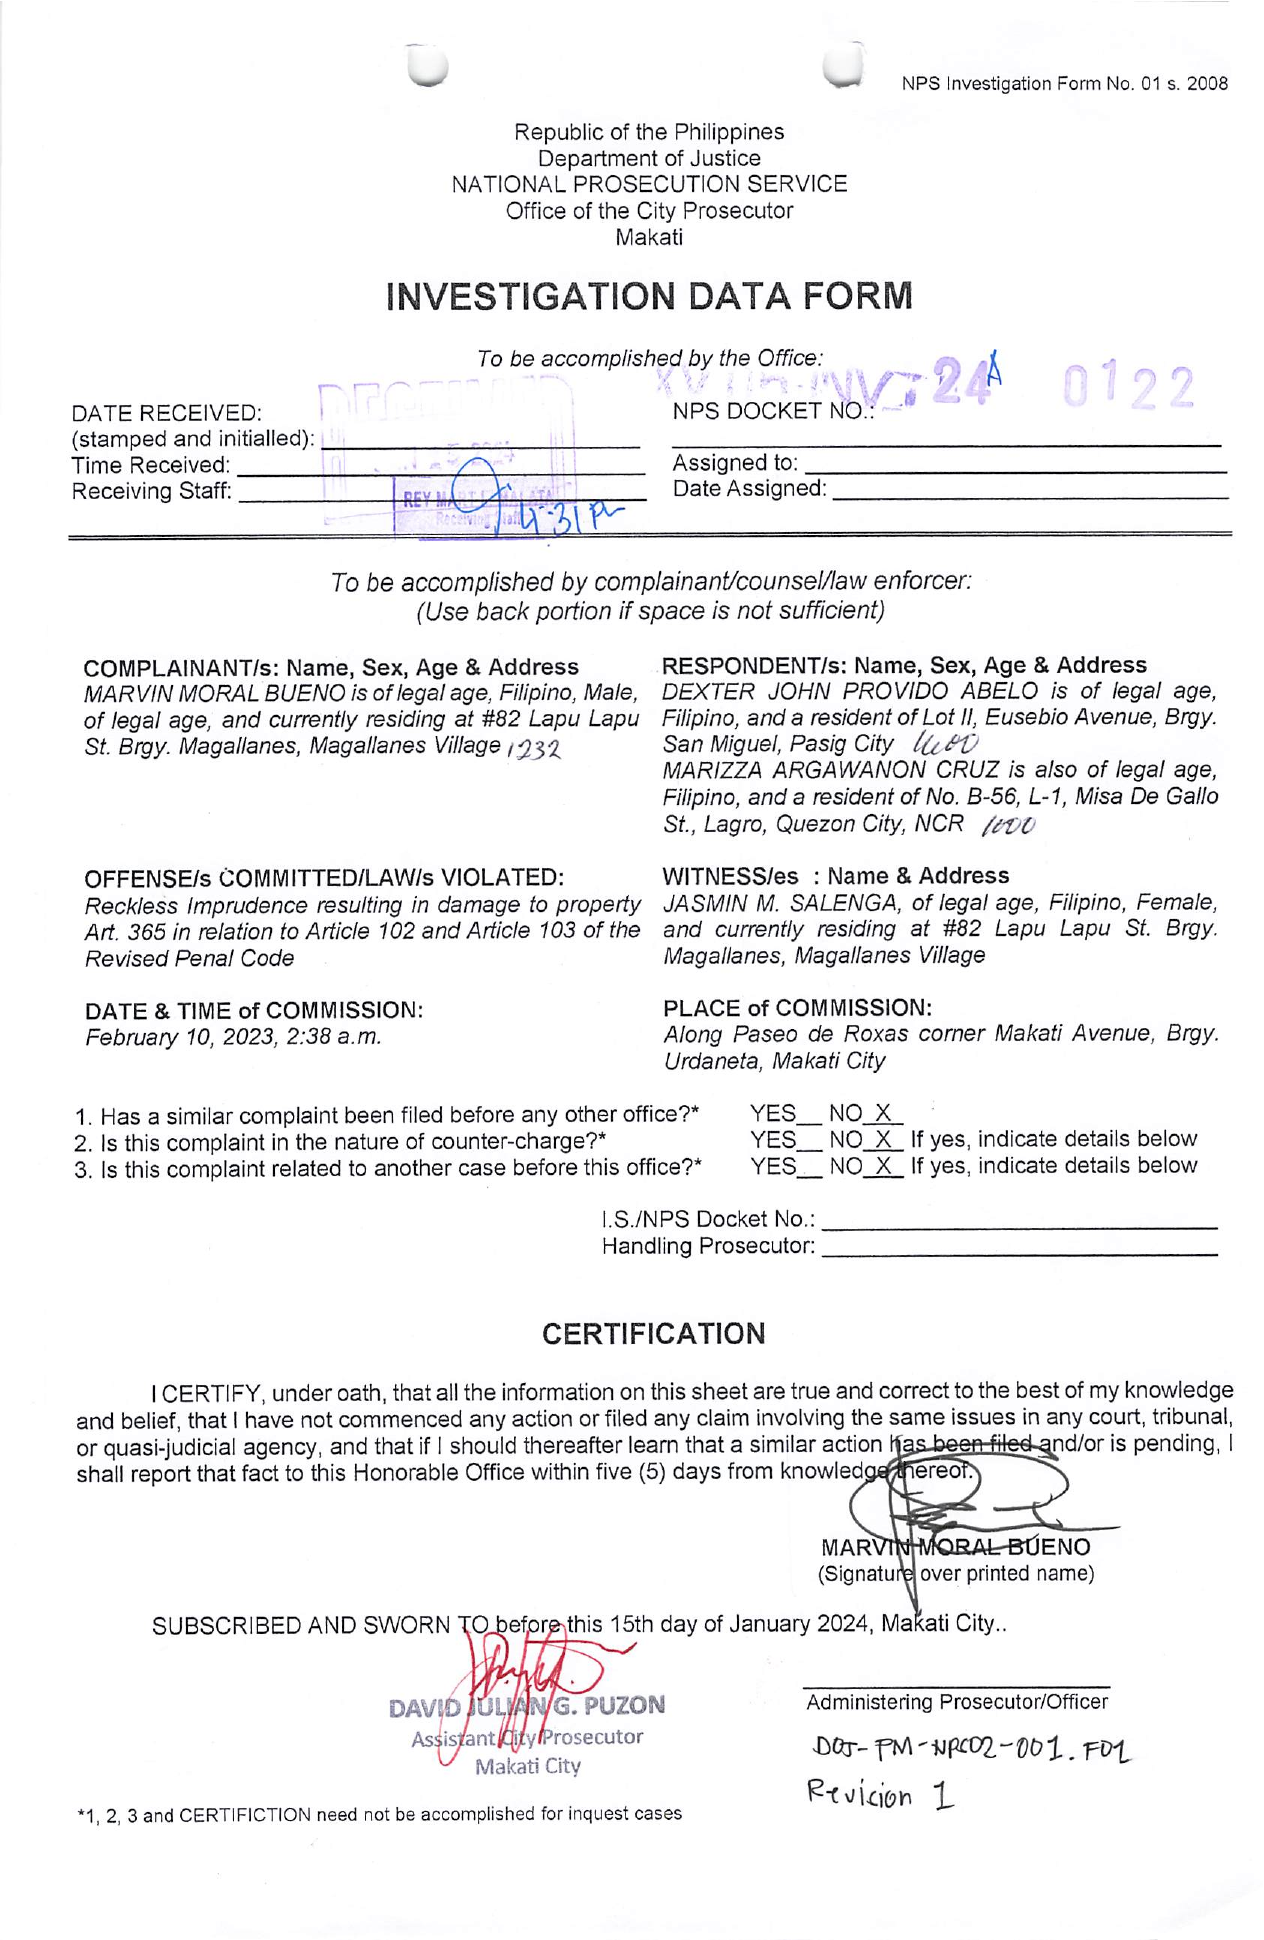 NPS Investigation Form No. 01 s. 2008
Republic of the Philippines
Department of Justice
NATIONAL PROSECUTION SERVICE
Office of the City Prosecutor
Makati
INVESTIGATION DATA FORM
To be accomplished by the Office:
24 0122
DATE RECEIVED:
(stamped and initialled):
Time Received:
Receiving Staff:
REY
Receiving Staff
4:31 PM
NPS DOCKET NO.:
Assigned to:
Date Assigned:
To be accomplished by complainant/counsel/law enforcer:
(Use back portion if space is not sufficient)
COMPLAINANT/s: Name, Sex, Age & Address
MARVIN MORAL BUENO is of legal age, Filipino, Male,
of legal age, and currently residing at #82 Lapu Lapu
St. Brgy. Magallanes, Magallanes Village 1232
RESPONDENT/s: Name, Sex, Age & Address
DEXTER JOHN PROVIDO ABELO is of legal age,
Filipino, and a resident of Lot II, Eusebio Avenue, Brgy.
San Miguel, Pasig City
MARIZZA ARGAWANON CRUZ is also of legal age,
Filipino, and a resident of No. B-56, L-1, Misa De Gallo
St., Lagro, Quezon City, NCR
OFFENSE/s COMMITTED/LAW/s VIOLATED:
Reckless Imprudence resulting in damage to property
Art. 365 in relation to Article 102 and Article 103 of the
Revised Penal Code
WITNESS/es : Name & Address
JASMIN M. SALENGA, of legal age, Filipino, Female,
and currently residing at #82 Lapu Lapu St. Brgy.
Magallanes, Magallanes Village
DATE & TIME of COMMISSION:
February 10, 2023, 2:38 a.m.
PLACE of COMMISSION:
Along Paseo de Roxas corner Makati Avenue, Brgy.
Urdaneta, Makati City
1. Has a similar complaint been filed before any other office?* YES__ NO_X_
2. Is this complaint in the nature of counter-charge?* YES__ NO_X_ If yes, indicate details below
3. Is this complaint related to another case before this office?* YES__ NO_X_ If yes, indicate details below
I.S./NPS Docket No.:
Handling Prosecutor:
CERTIFICATION
I CERTIFY, under oath, that all the information on this sheet are true and correct to the best of my knowledge
and belief, that I have not commenced any action or filed any claim involving the same issues in any court, tribunal,
or quasi-judicial agency, and that if I should thereafter learn that a similar action has been filed and/or is pending, I
shall report that fact to this Honorable Office within five (5) days from knowledge thereof.
MARVIN MORAL BUENO
(Signature over printed name)
SUBSCRIBED AND SWORN TO before this 15th day of January 2024, Makati City..
DAVID JULIAN G. PUZON
Assistant City Prosecutor
Makati City
Administering Prosecutor/Officer
DOJ-PM-NPC02-001.F01
Revision 1
*1, 2, 3 and CERTIFICTION need not be accomplished for inquest cases